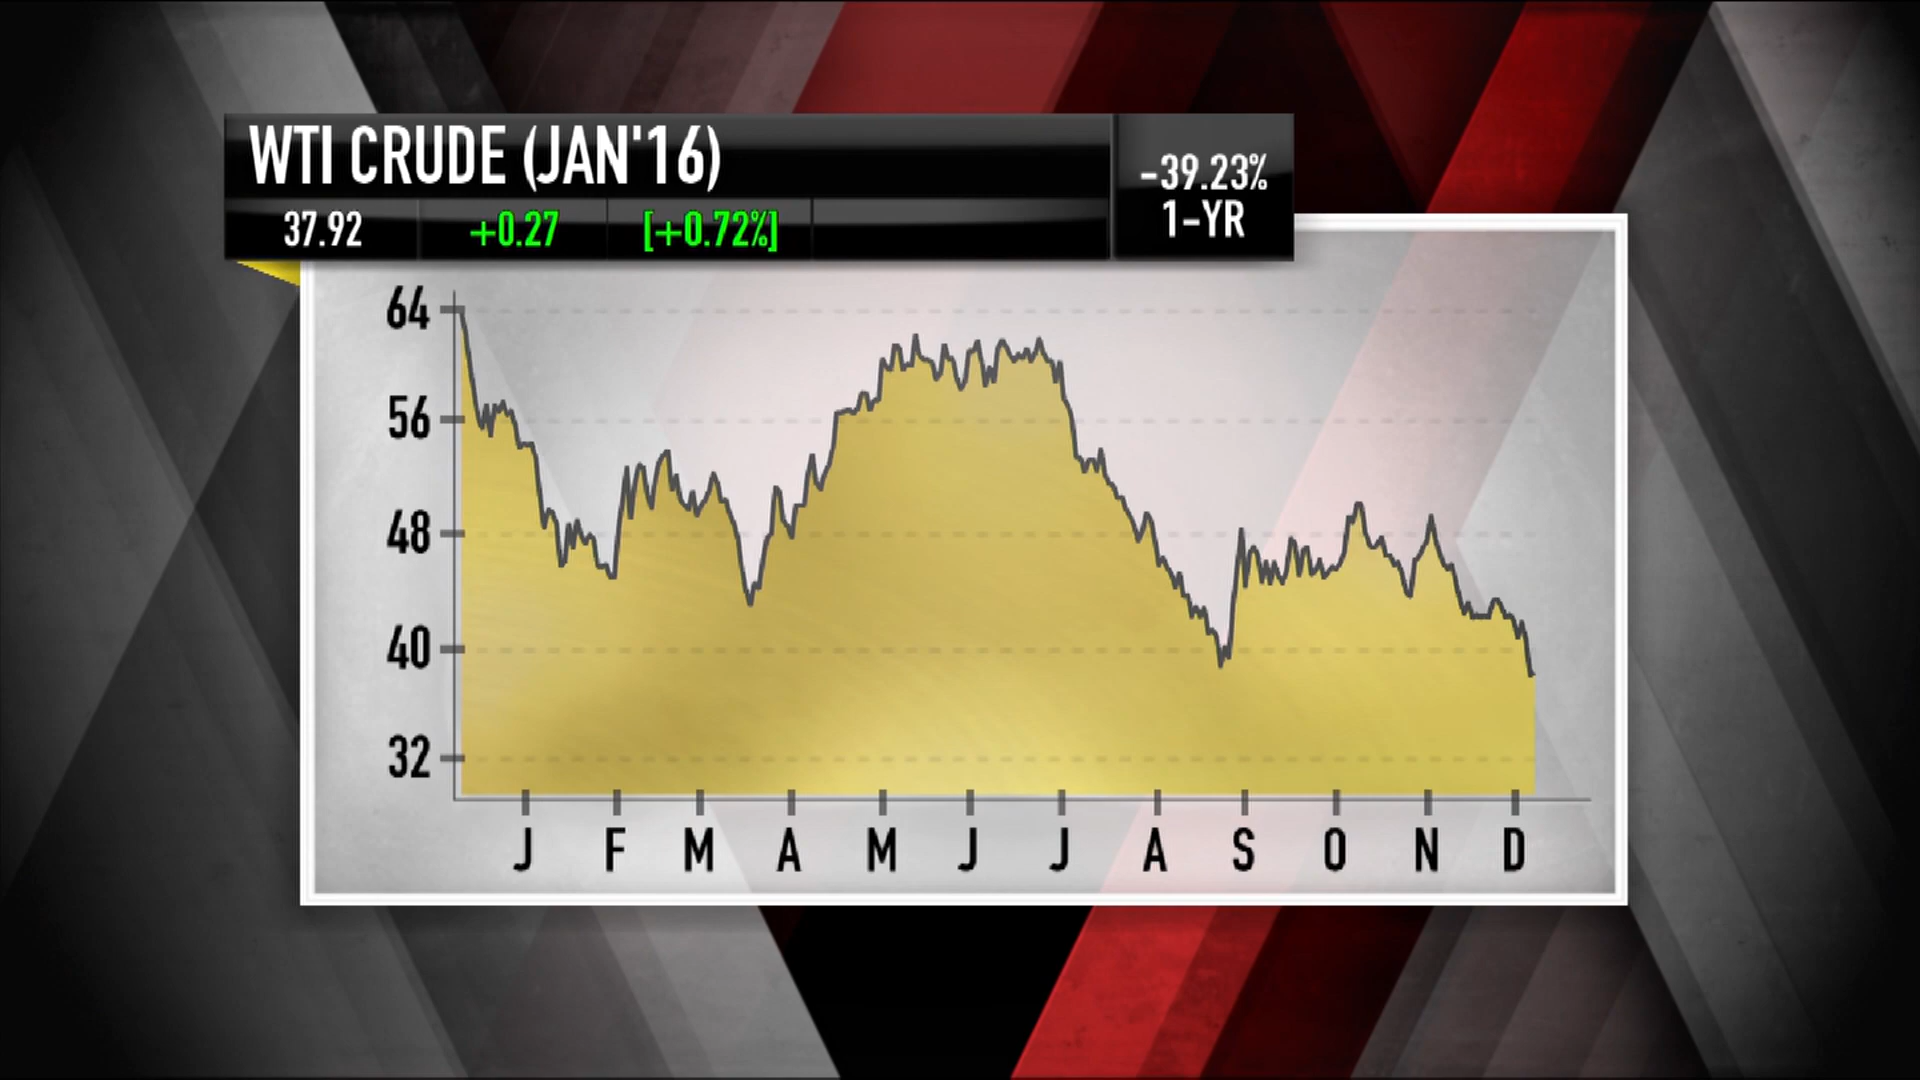 WTI CRUDE (JAN'16)
37.92 +0.27 [+0.72%]
-39.23%
1-YR
64
56
48
40
32
J F M A M J J A S O N D